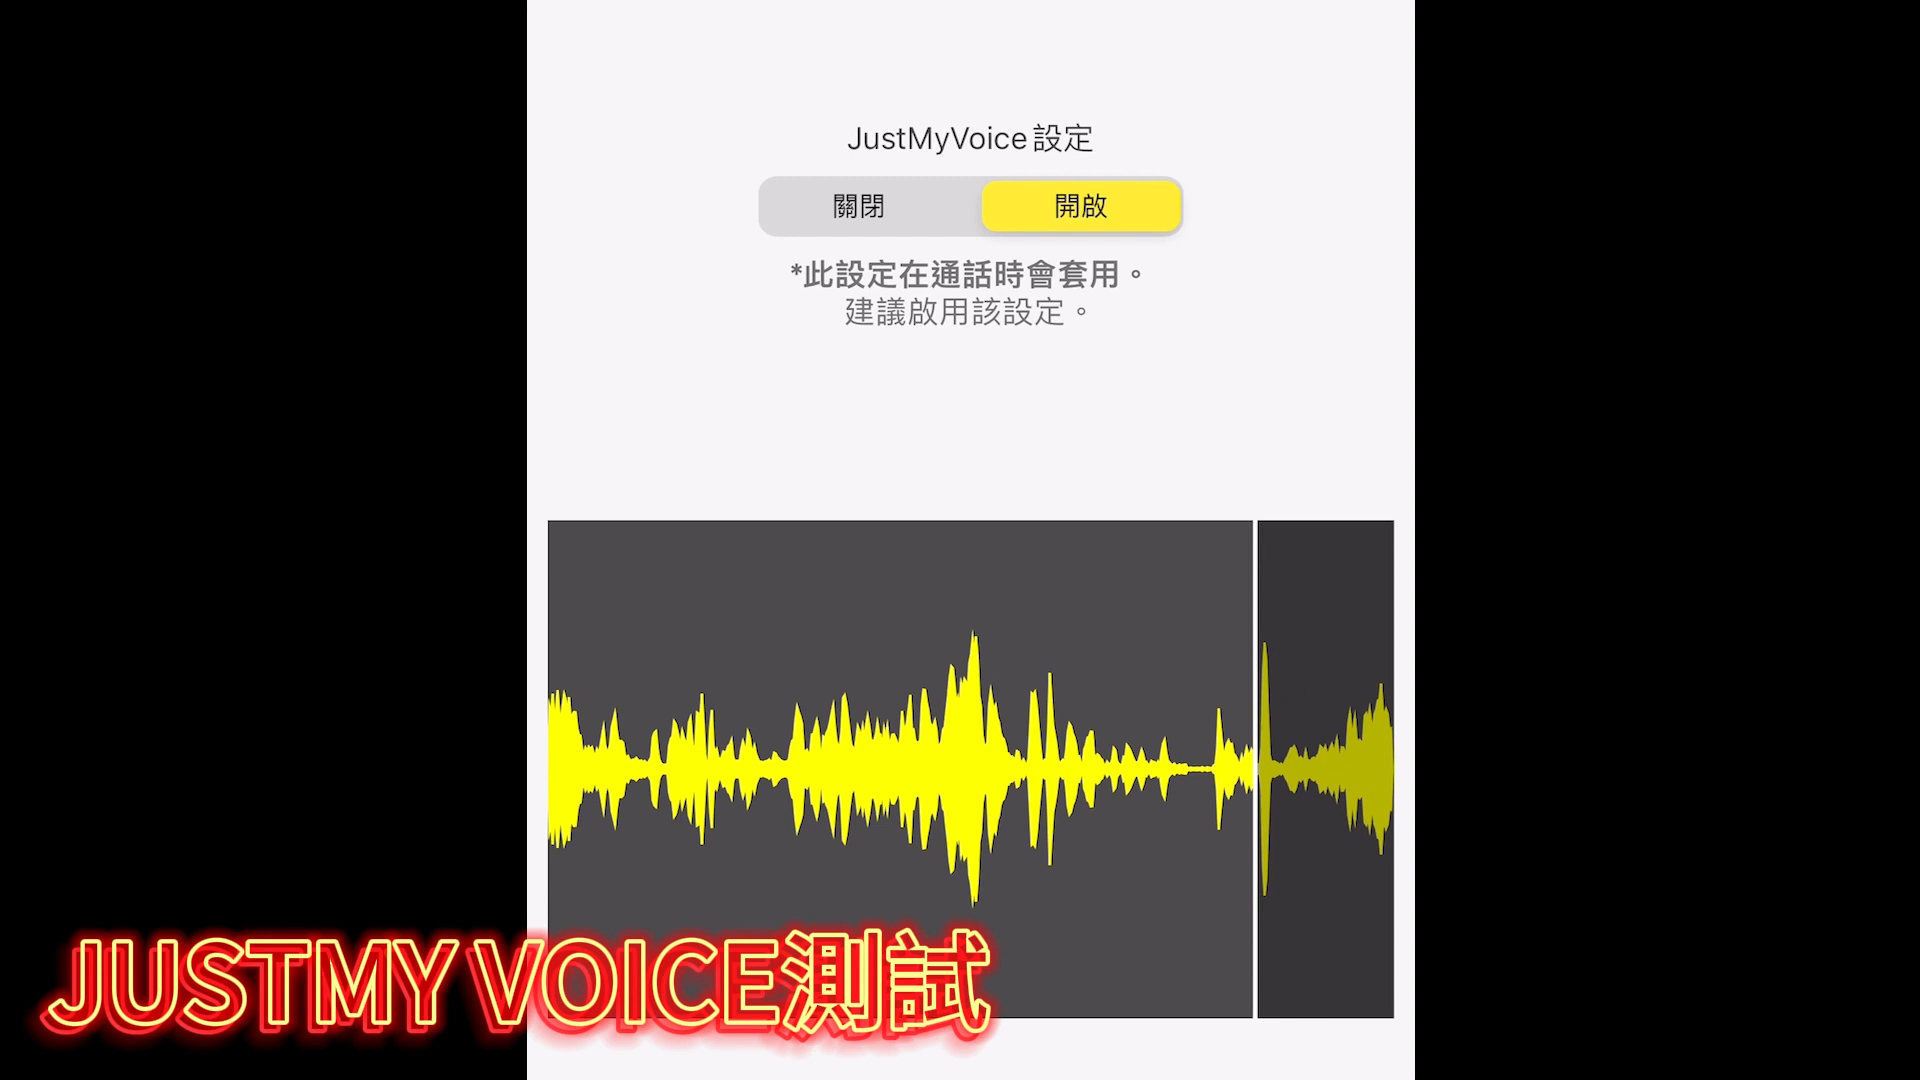 JustMyVoice設定
關閉
開啟
*此設定在通話時會套用。
建議啟用該設定。
JUSTMY VOICE測試